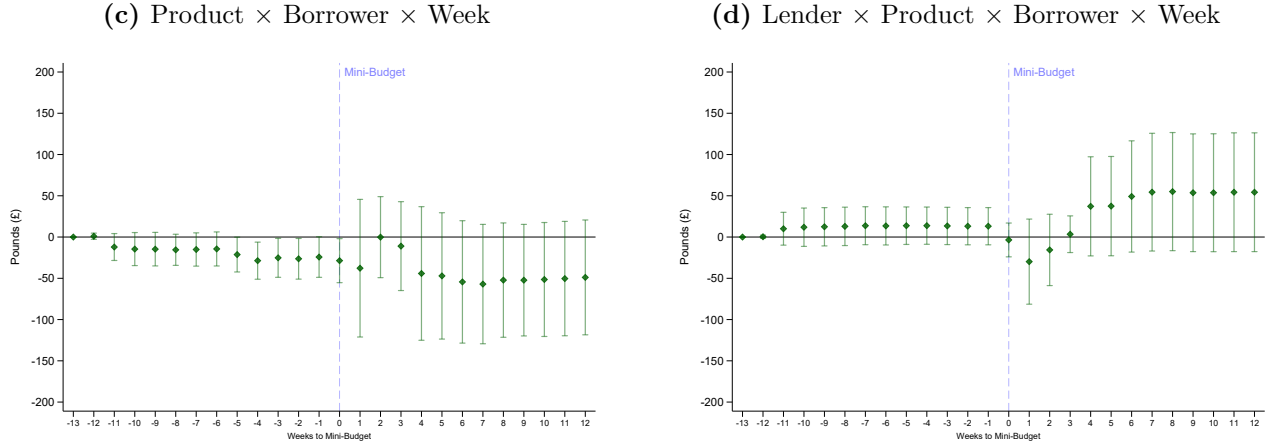 (c) Product × Borrower × Week
(d) Lender × Product × Borrower × Week
Mini-Budget
200
150
100
50
0
-50
-100
-150
-200
Pounds (£)
-13 -12 -11 -10 -9 -8 -7 -6 -5 -4 -3 -2 -1 0 1 2 3 4 5 6 7 8 9 10 11 12
Weeks to Mini-Budget
Mini-Budget
200
150
100
50
0
-50
-100
-150
-200
Pounds (£)
-13 -12 -11 -10 -9 -8 -7 -6 -5 -4 -3 -2 -1 0 1 2 3 4 5 6 7 8 9 10 11 12
Weeks to Mini-Budget